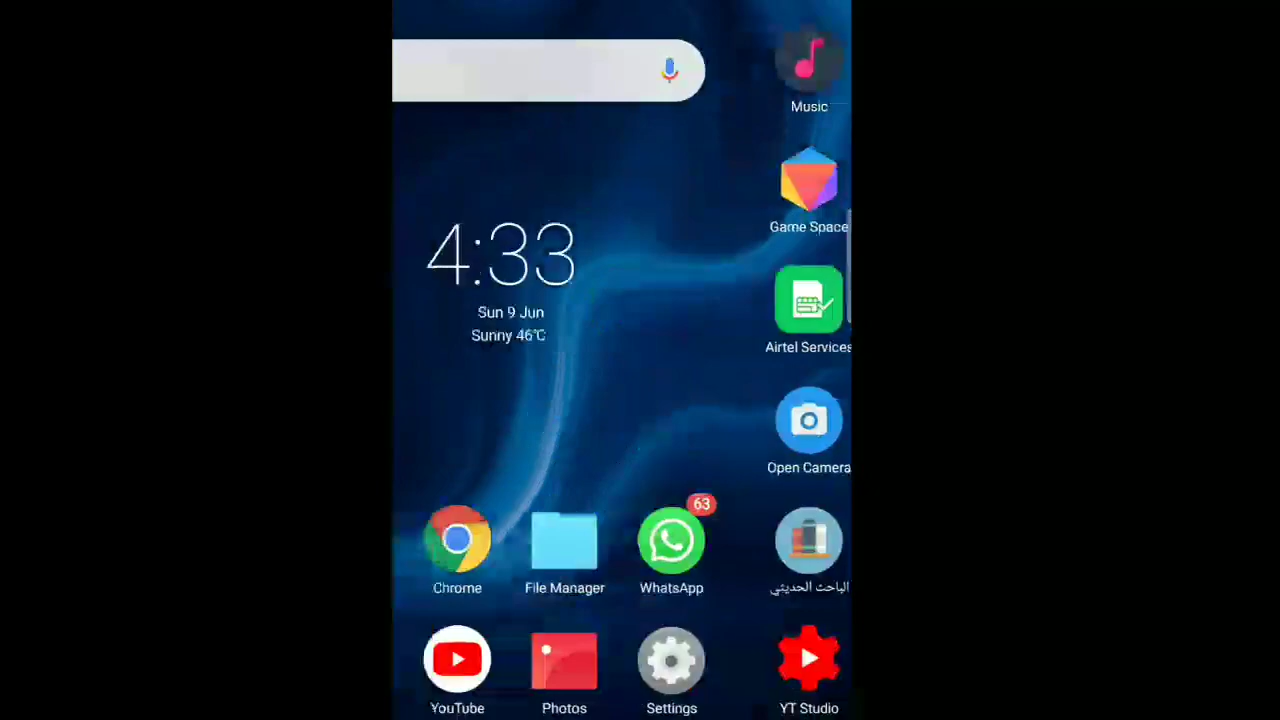 Music
Game Space
4:33
Sun 9 Jun
Sunny 46℃
Airtel Services
Open Camera
63
Chrome
File Manager
WhatsApp
الباحث الحديثي
YouTube
Photos
Settings
YT Studio